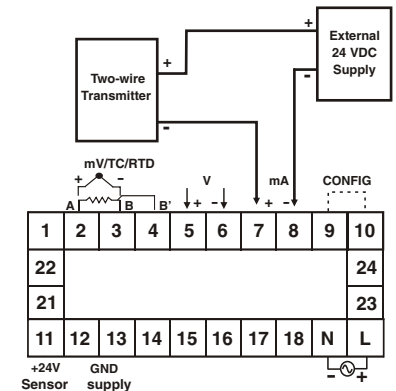 +
External
24 VDC
Supply
-
Two-wire
Transmitter
+
-
mV/TC/RTD
+ -
A B B'
V
+ -
mA
+ -
CONFIG
1 2 3 4 5 6 7 8 9 10
22 24
21 23
11 12 13 14 15 16 17 18 N L
+24V GND
Sensor supply
- +